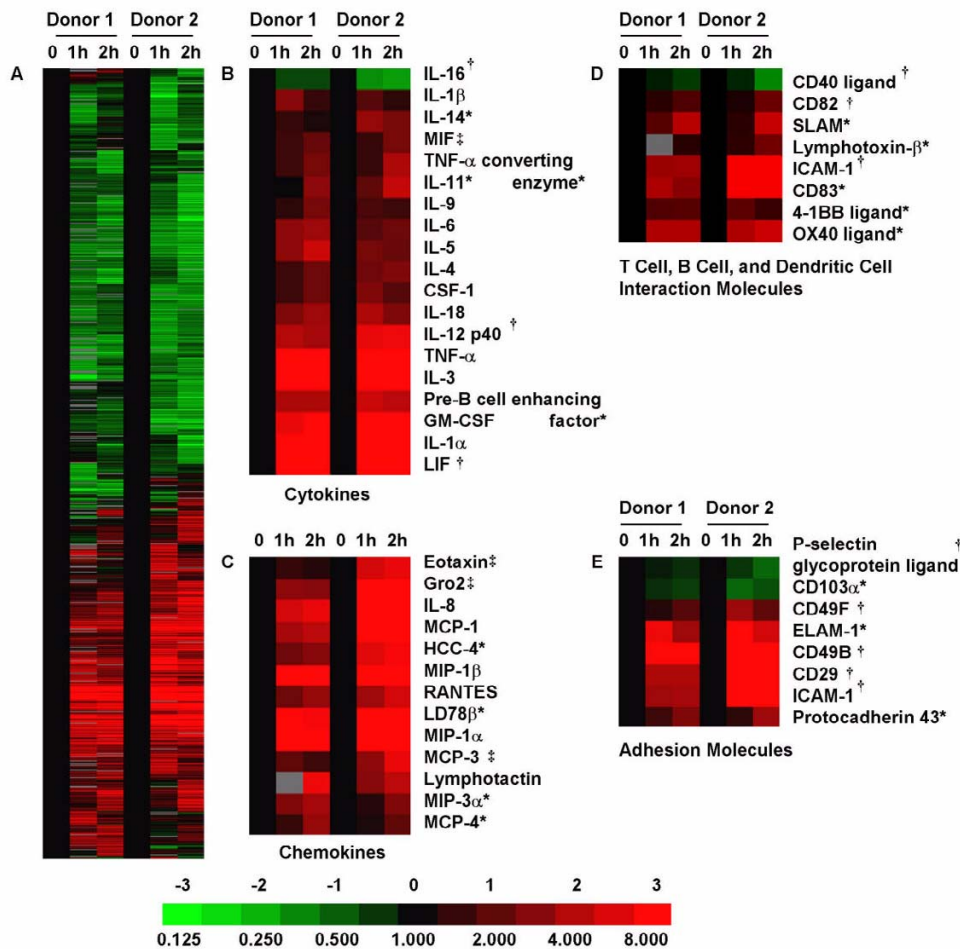 Donor 1 Donor 2
0 1h 2h 0 1h 2h
A
Donor 1 Donor 2
0 1h 2h 0 1h 2h
B
IL-16 †
IL-1β
IL-14*
MIF‡
TNF-α converting
IL-11* enzyme*
IL-9
IL-6
IL-5
IL-4
CSF-1
IL-18
IL-12 p40 †
TNF-α
IL-3
Pre-B cell enhancing
GM-CSF factor*
IL-1α
LIF †
Cytokines
0 1h 2h 0 1h 2h
C
Eotaxin‡
Gro2‡
IL-8
MCP-1
HCC-4*
MIP-1β
RANTES
LD78β*
MIP-1α
MCP-3 ‡
Lymphotactin
MIP-3α*
MCP-4*
Chemokines
Donor 1 Donor 2
0 1h 2h 0 1h 2h
D
CD40 ligand †
CD82 †
SLAM*
Lymphotoxin-β*
ICAM-1†
CD83*
4-1BB ligand*
OX40 ligand*
T Cell, B Cell, and Dendritic Cell
Interaction Molecules
Donor 1 Donor 2
0 1h 2h 0 1h 2h
E
P-selectin †
glycoprotein ligand
CD103α*
CD49F †
ELAM-1*
CD49B †
CD29 †
ICAM-1 †
Protocadherin 43*
Adhesion Molecules
-3 -2 -1 0 1 2 3
0.125 0.250 0.500 1.000 2.000 4.000 8.000